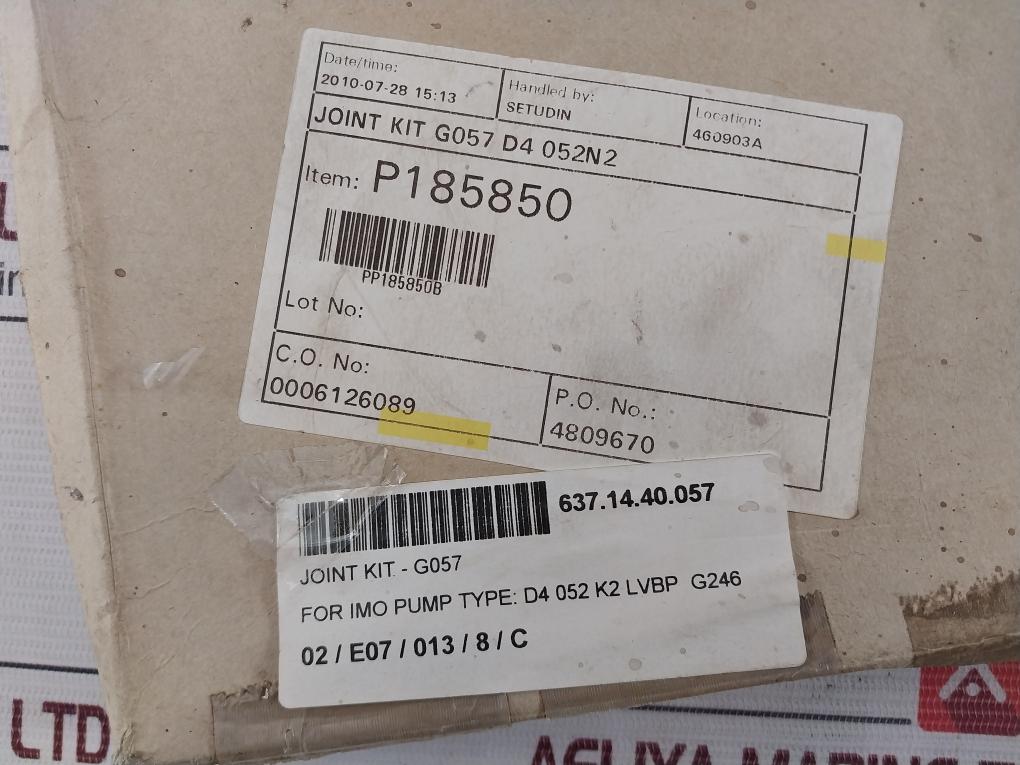 Date/time:
2010-07-28 15:13
Handled by:
SETUDIN
Location:
460903A
JOINT KIT G057 D4 052N2
Item: P185850
PP185850B
Lot No:
C.O. No:
0006126089
P.O. No.:
4809670
637.14.40.057
JOINT KIT - G057
FOR IMO PUMP TYPE: D4 052 K2 LVBP G246
02 / E07 / 013 / 8 / C
LTD